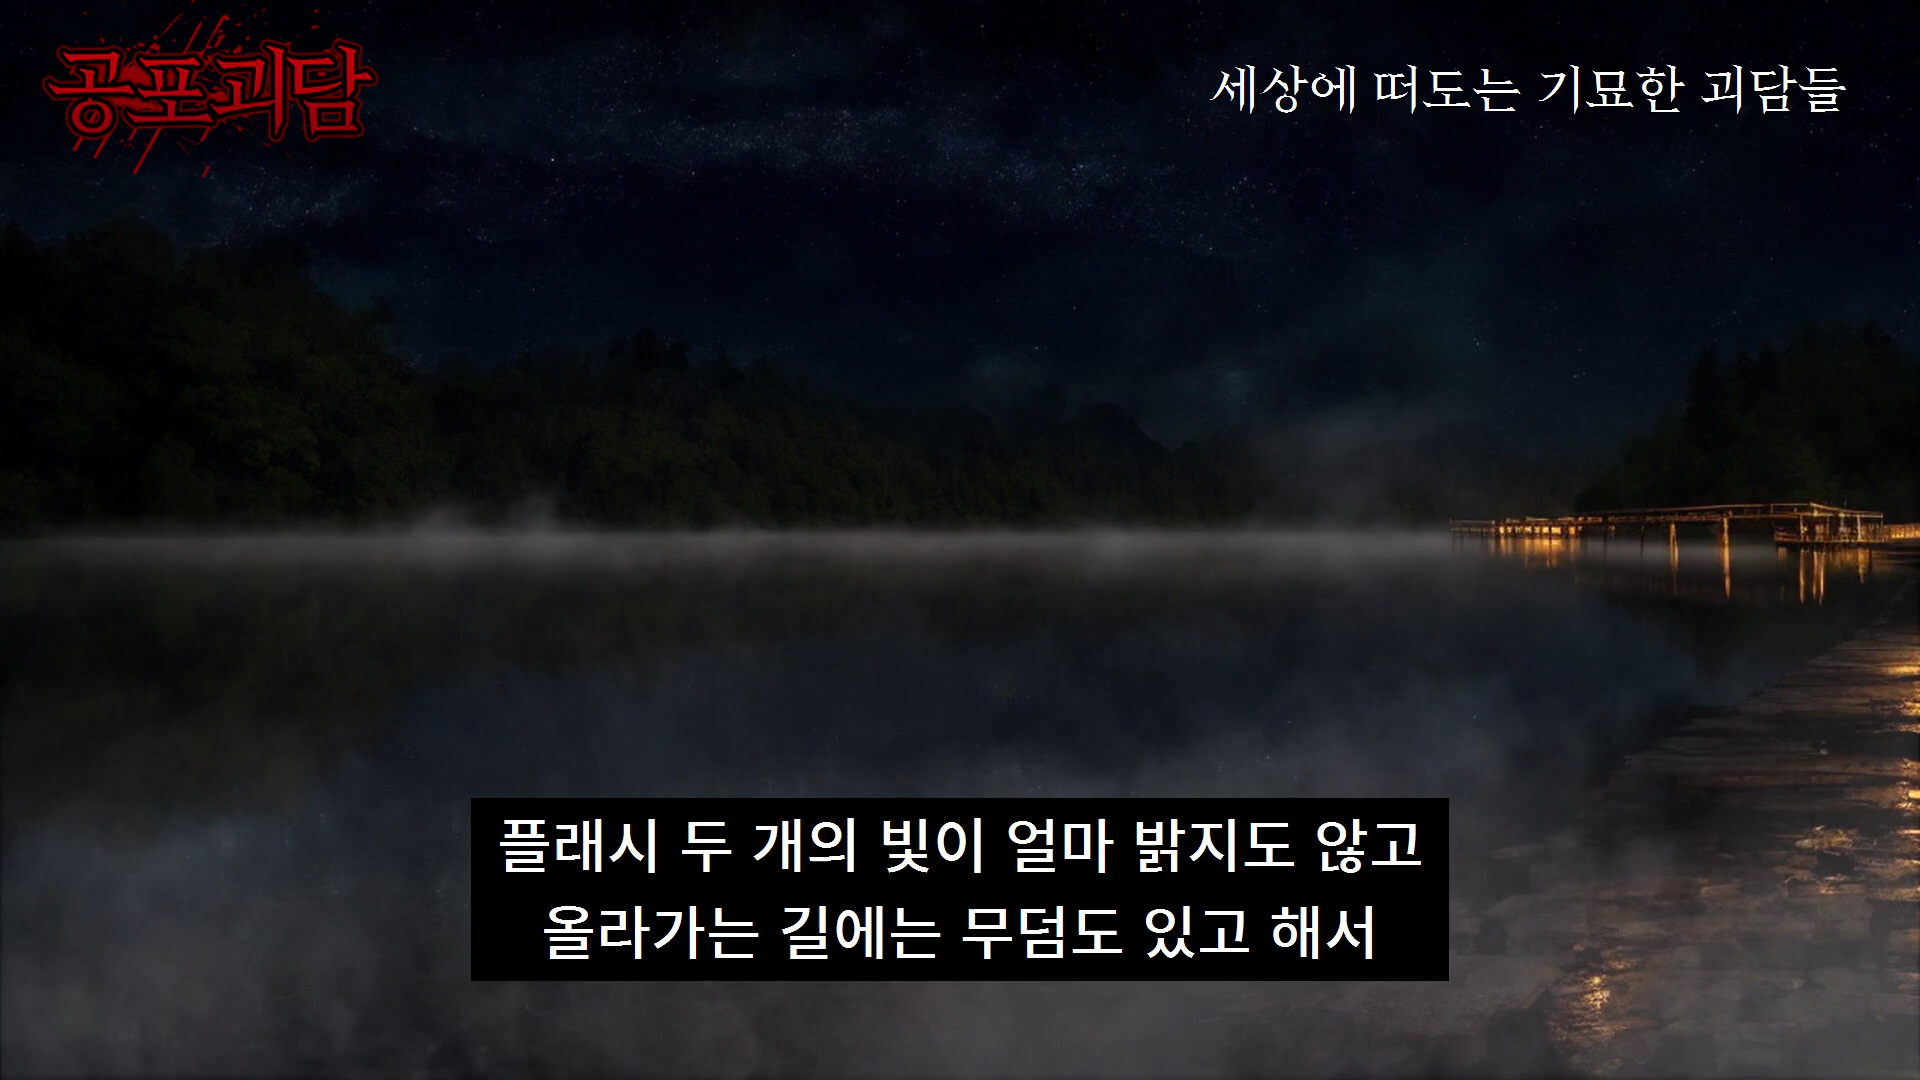 공포괴담
세상에 떠도는 기묘한 괴담들
플래시 두 개의 빛이 얼마 밝지도 않고
올라가는 길에는 무덤도 있고 해서